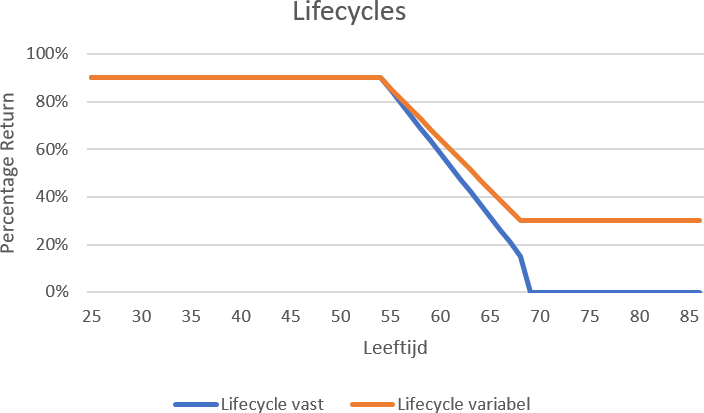 Lifecycles
Percentage Return
100%
80%
60%
40%
20%
0%
25 30 35 40 45 50 55 60 65 70 75 80 85
Leeftijd
Lifecycle vast Lifecycle variabel